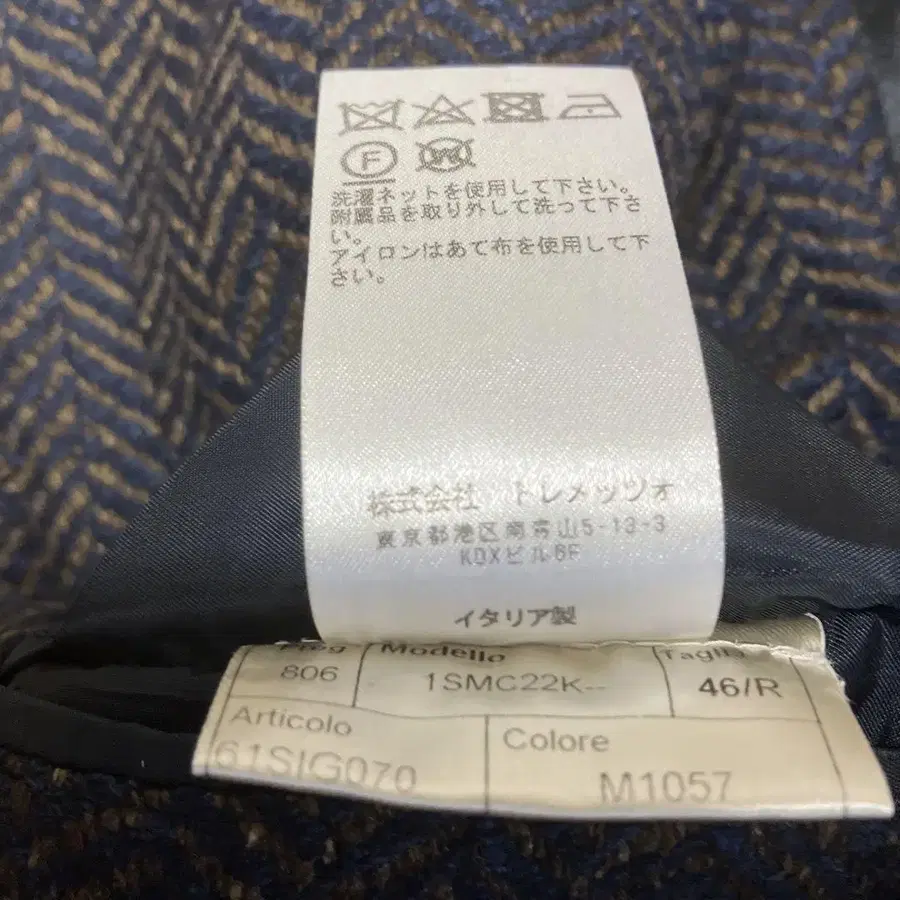 F
W
洗濯ネットを使用して下さい。
附属品を取り外して洗って下さ
い。
アイロンはあて布を使用して下
さい。
株式会社 トレメッツォ
東京都港区南青山5-13-3
KDXビル6F
イタリア製
Modello
806
1SMC22K--
46/R
Articolo
61SIG070
Colore
M1057